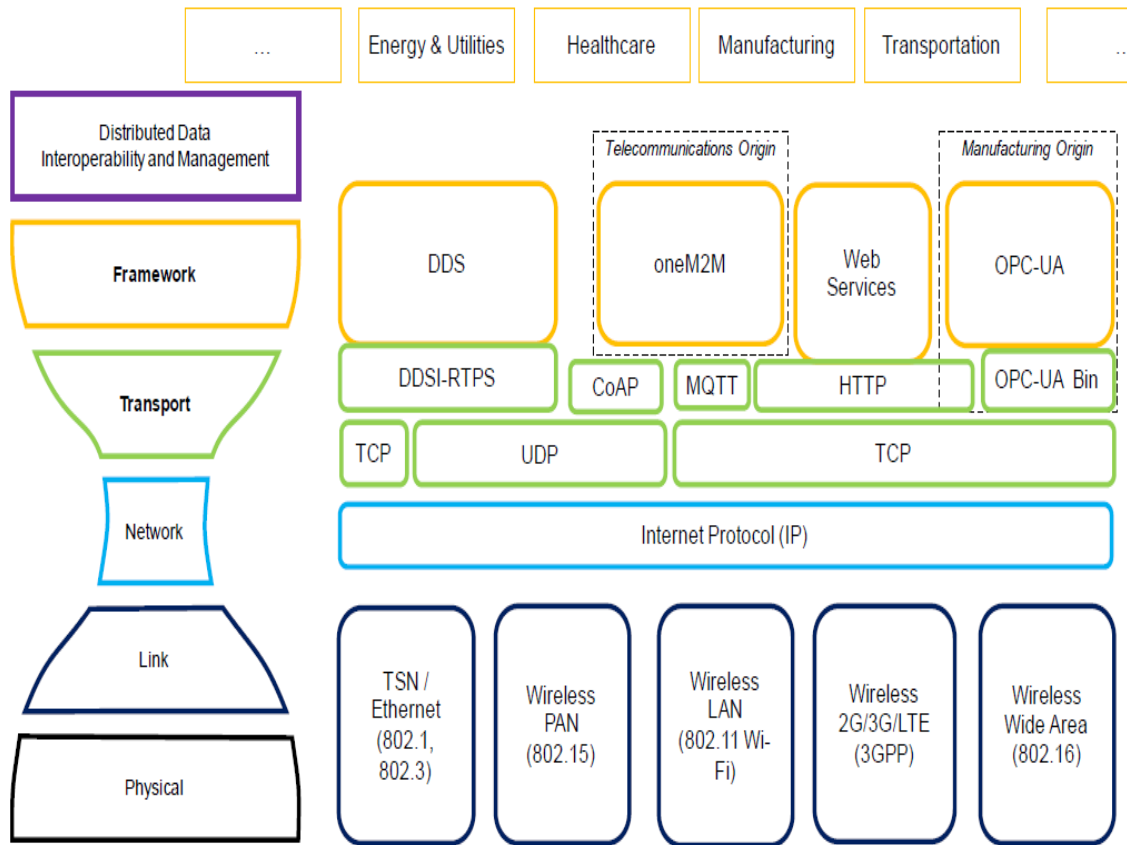 …
Energy & Utilities
Healthcare
Manufacturing
Transportation
…
Distributed Data
Interoperability and Management
Telecommunications Origin
Manufacturing Origin
Framework
DDS
oneM2M
Web
Services
OPC-UA
Transport
DDSI-RTPS
CoAP
MQTT
HTTP
OPC-UA Bin
TCP
UDP
TCP
Network
Internet Protocol (IP)
Link
Physical
TSN /
Ethernet
(802.1,
802.3)
Wireless
PAN
(802.15)
Wireless
LAN
(802.11 Wi-
Fi)
Wireless
2G/3G/LTE
(3GPP)
Wireless
Wide Area
(802.16)